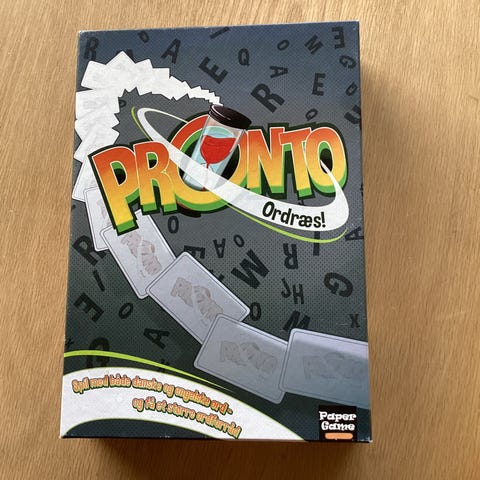 PRONTO
Ordræs!
Spil med både danske og engelske ord -
og få et større ordforråd
Paper
Game